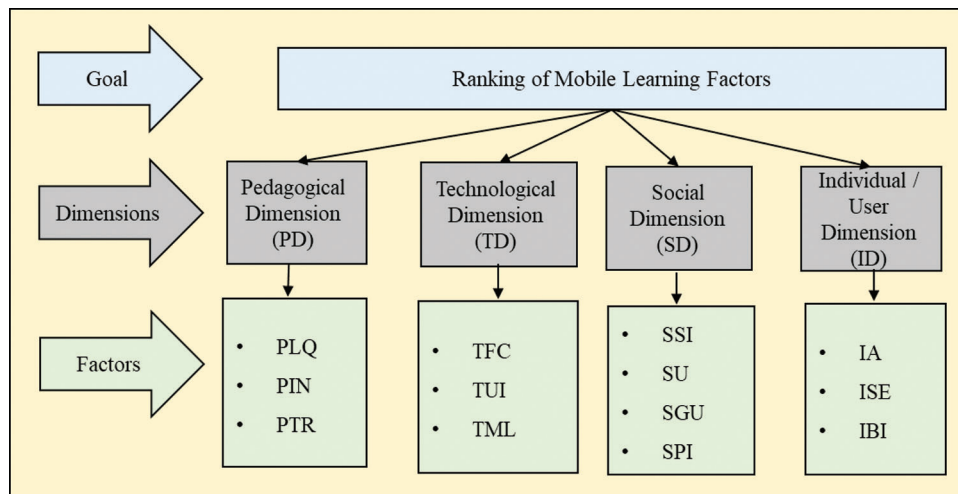 Goal
Ranking of Mobile Learning Factors
Dimensions
Pedagogical
Dimension
(PD)
Technological
Dimension
(TD)
Social
Dimension
(SD)
Individual /
User
Dimension
(ID)
Factors
• PLQ
• PIN
• PTR
• TFC
• TUI
• TML
• SSI
• SU
• SGU
• SPI
• IA
• ISE
• IBI